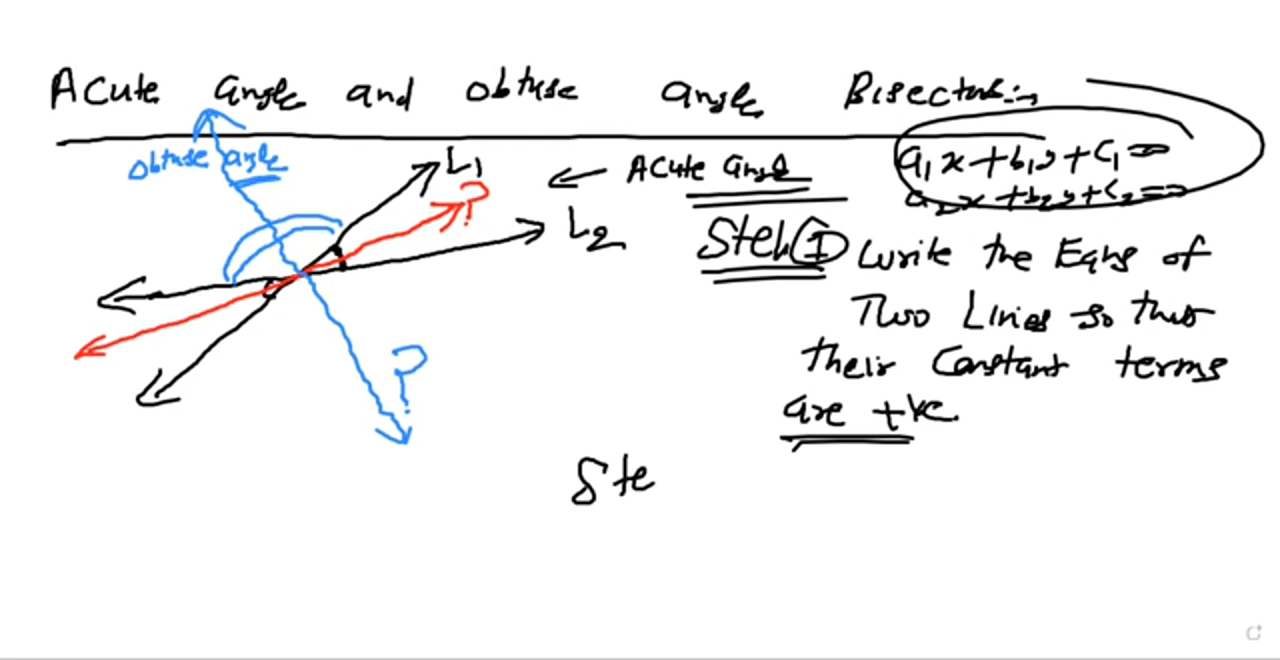 Acute angle and obtuse angle Bisectors:-
a₁x+b₁y+c₁=0
a₂x+b₂y+c₂=0
obtuse angle
L₁
← Acute angle
?
L₂
Step(I) Write the Eqns of
Two Lines so that
their Constant terms
are +ve.
?
Ste